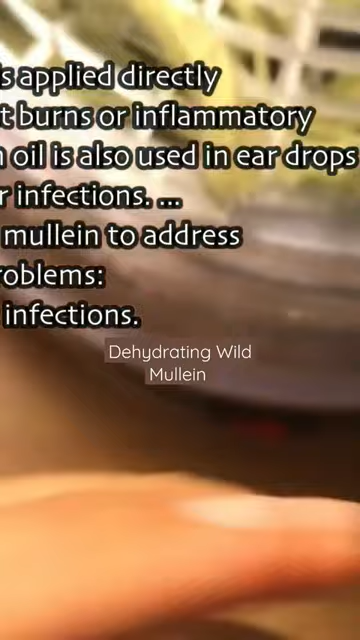 s applied directly
t burns or inflammatory
oil is also used in ear drops
r infections. ...
mullein to address
roblems:
infections.
Dehydrating Wild
Mullein